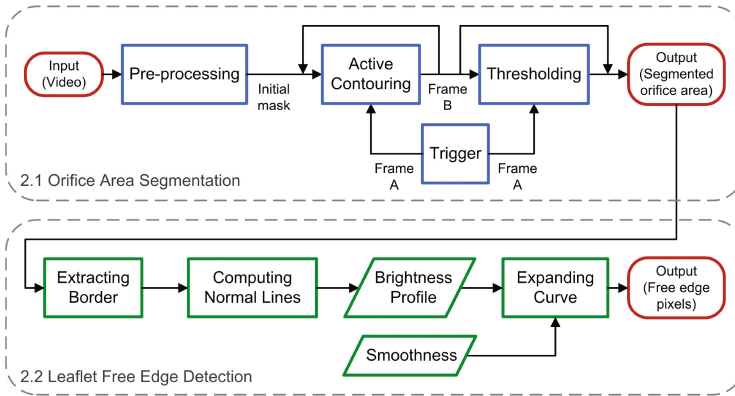 Input
(Video)
Pre-processing
Initial
mask
Active
Contouring
Frame
B
Thresholding
Output
(Segmented
orifice area)
Trigger
Frame
A
Frame
A
2.1 Orifice Area Segmentation
Extracting
Border
Computing
Normal Lines
Brightness
Profile
Expanding
Curve
Output
(Free edge
pixels)
Smoothness
2.2 Leaflet Free Edge Detection